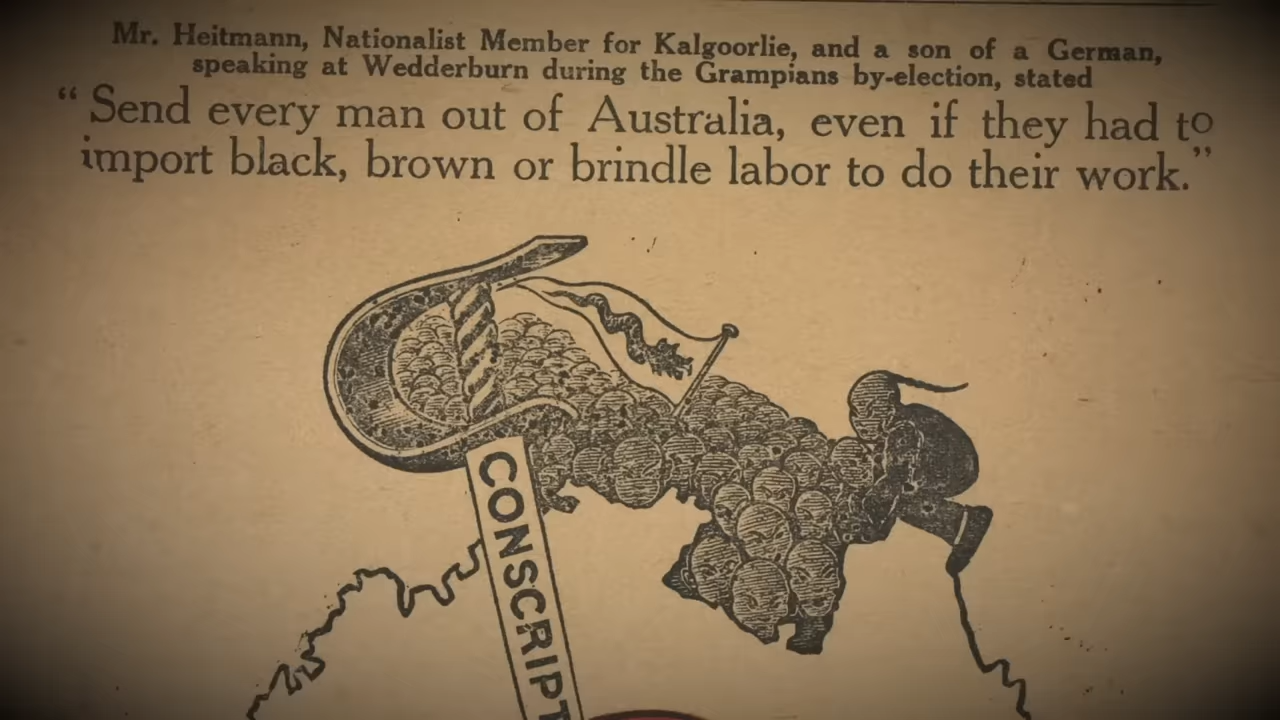 Mr. Heitmann, Nationalist Member for Kalgoorlie, and a son of a German,
speaking at Wedderburn during the Grampians by-election, stated
“ Send every man out of Australia, even if they had to
import black, brown or brindle labor to do their work.”
CONSCRIPT